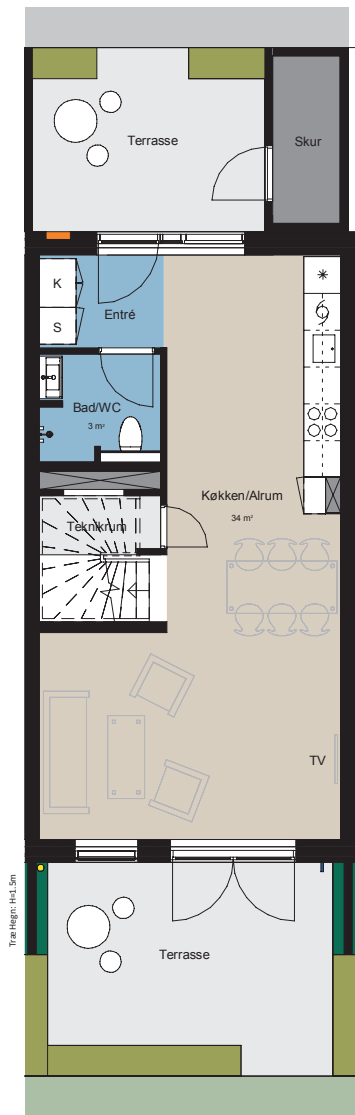 Terrasse
Skur
K
Entré
S
Bad/WC
3 m²
Køkken/Alrum
34 m²
Teknikrum
TV
Træ Hegn: H=1.5m
Terrasse